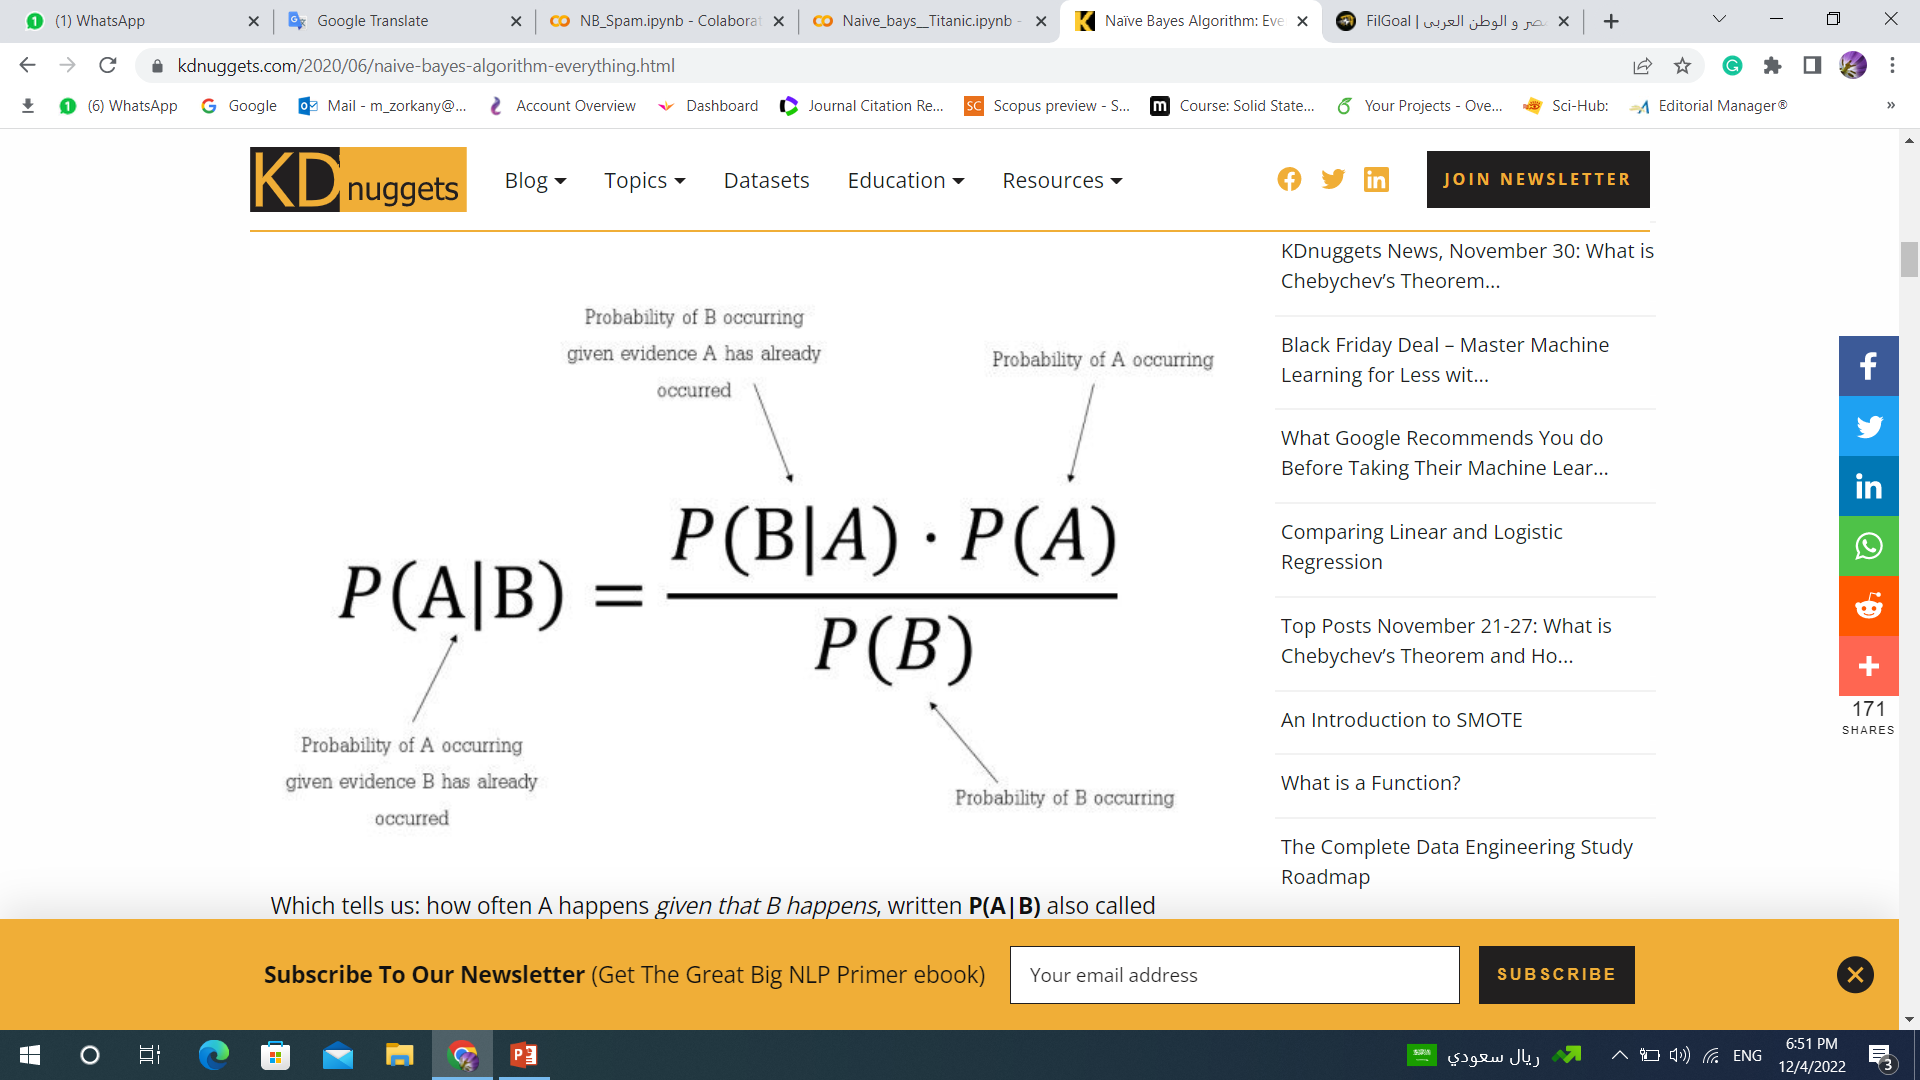 (1) WhatsApp
Google Translate
NB_Spam.ipynb - Colaborat
Naive_bays__Titanic.ipynb -
Naïve Bayes Algorithm: Eve
FilGoal | صر و الوطن العربى
kdnuggets.com/2020/06/naive-bayes-algorithm-everything.html
(6) WhatsApp
Google
Mail - m_zorkany@...
Account Overview
Dashboard
Journal Citation Re...
SC Scopus preview - S...
m Course: Solid State...
Your Projects - Ove...
Sci-Hub:
Editorial Manager®
»
KD nuggets
Blog
Topics
Datasets
Education
Resources
JOIN NEWSLETTER
Probability of B occurring
given evidence A has already
occurred
Probability of A occurring
P(B|A) · P(A)
P(A|B) =
P(B)
Probability of A occurring
given evidence B has already
occurred
Probability of B occurring
Which tells us: how often A happens given that B happens, written P(A|B) also called
KDnuggets News, November 30: What is
Chebychev’s Theorem...
Black Friday Deal – Master Machine
Learning for Less wit...
What Google Recommends You do
Before Taking Their Machine Lear...
Comparing Linear and Logistic
Regression
Top Posts November 21-27: What is
Chebychev’s Theorem and Ho...
An Introduction to SMOTE
What is a Function?
The Complete Data Engineering Study
Roadmap
171
SHARES
Subscribe To Our Newsletter (Get The Great Big NLP Primer ebook)
Your email address
SUBSCRIBE
ريال سعودي
ENG
6:51 PM
12/4/2022
3